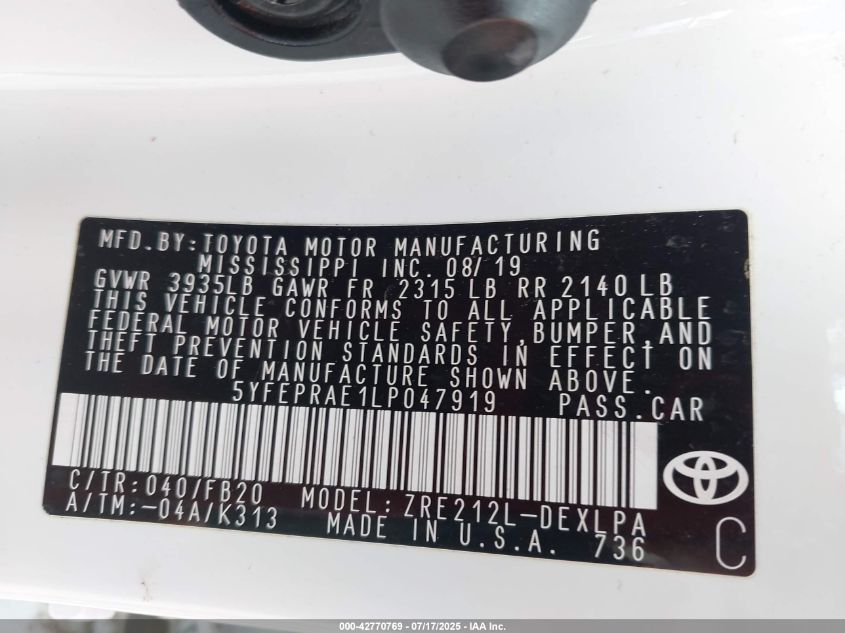 MFD.BY:TOYOTA MOTOR MANUFACTURING
MISSISSIPPI INC. 08/19
GVWR 3935LB GAWR FR 2315 LB RR 2140 LB
THIS VEHICLE CONFORMS TO ALL APPLICABLE
FEDERAL MOTOR VEHICLE SAFETY,BUMPER,AND
THEFT PREVENTION STANDARDS IN EFFECT ON
THE DATE OF MANUFACTURE SHOWN ABOVE.
5YFEPRAE1LP047919 PASS.CAR
C/TR:040/FB20 MODEL:ZRE212L-DEXLPA
A/TM:-04A/K313 MADE IN U.S.A. 736
C
000-42770769 - 07/17/2025 - IAA Inc.